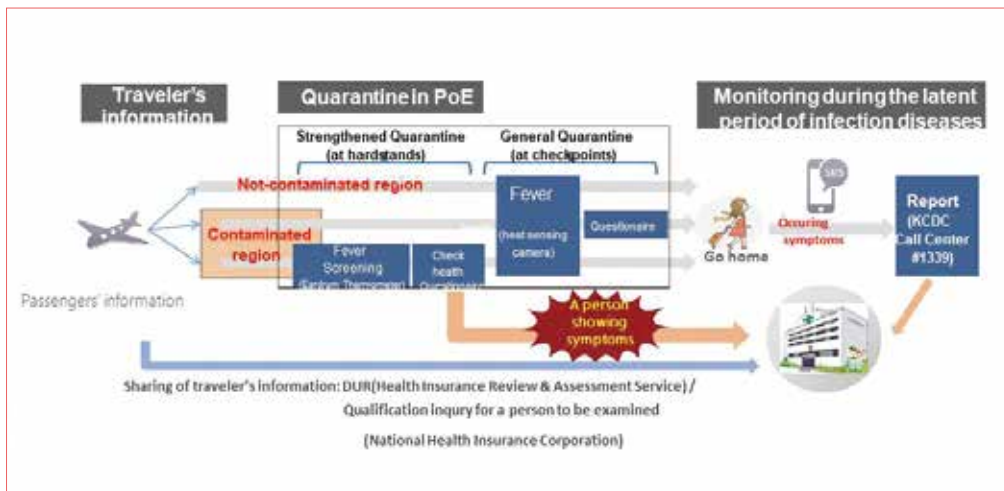 Traveler's
information
Quarantine in PoE
Monitoring during the latent
period of infection diseases
Strengthened Quarantine
(at hardstands)
General Quarantine
(at checkpoints)
Not-contaminated region
Contaminated
region
Fever
Screening
Check
health
Fever
(heat sensing
camera)
Questionaire
Go home
SOS
Occuring
symptoms
Report
(KCDC
Call Center
#1339)
Passengers' information
A person
showing
symptoms
Sharing of traveler's information: DUR(Health Insurance Review & Assessment Service) /
Qualification inqury for a person to be examined
(National Health Insurance Corporation)